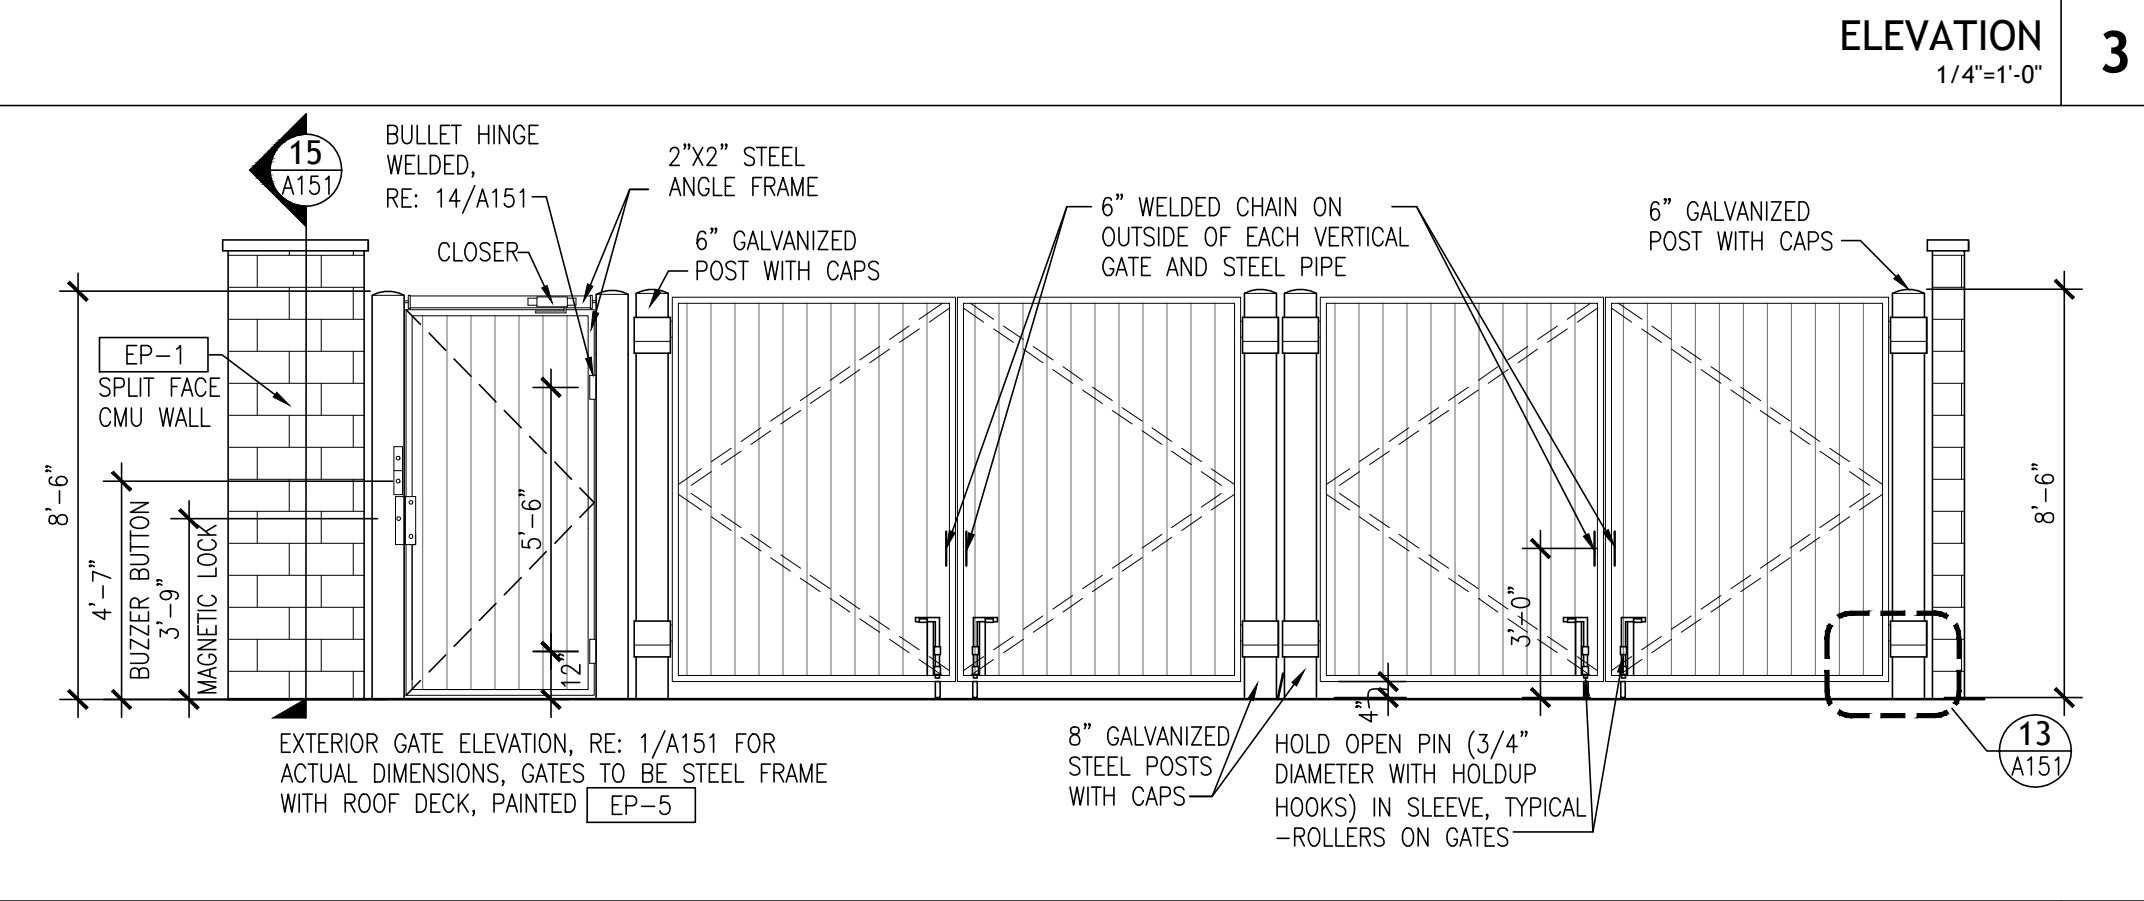 ELEVATION
1/4"=1'-0"
3
15
A151
BULLET HINGE
WELDED,
RE: 14/A151
CLOSER
2"X2" STEEL
ANGLE FRAME
6" GALVANIZED
POST WITH CAPS
6" WELDED CHAIN ON
OUTSIDE OF EACH VERTICAL
GATE AND STEEL PIPE
6" GALVANIZED
POST WITH CAPS
EP-1
SPLIT FACE
CMU WALL
8'-6"
4'-7"
BUZZER BUTTON
3'-9"
MAGNETIC LOCK
5'-6"
12"
3'-0"
4"
8'-6"
EXTERIOR GATE ELEVATION, RE: 1/A151 FOR
ACTUAL DIMENSIONS, GATES TO BE STEEL FRAME
WITH ROOF DECK, PAINTED EP-5
8" GALVANIZED
STEEL POSTS
WITH CAPS
HOLD OPEN PIN (3/4"
DIAMETER WITH HOLDUP
HOOKS) IN SLEEVE, TYPICAL
-ROLLERS ON GATES
13
A151